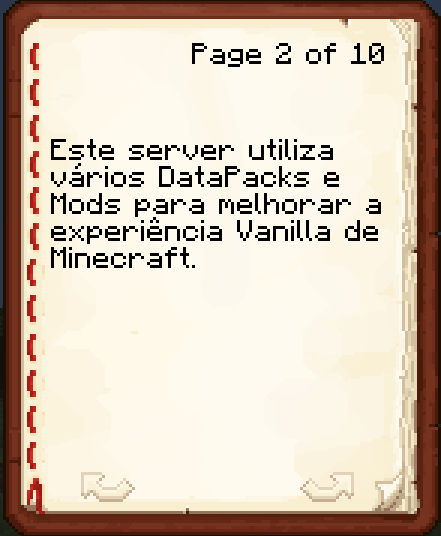 Page 2 of 10
Este server utiliza
vários DataPacks e
Mods para melhorar a
experiência Vanilla de
Minecraft.